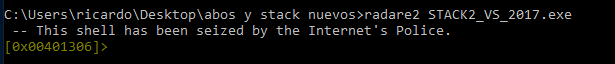 C:\Users\ricardo\Desktop\abos y stack nuevos>radare2 STACK2_VS_2017.exe
-- This shell has been seized by the Internet's Police.
[0x00401306]>